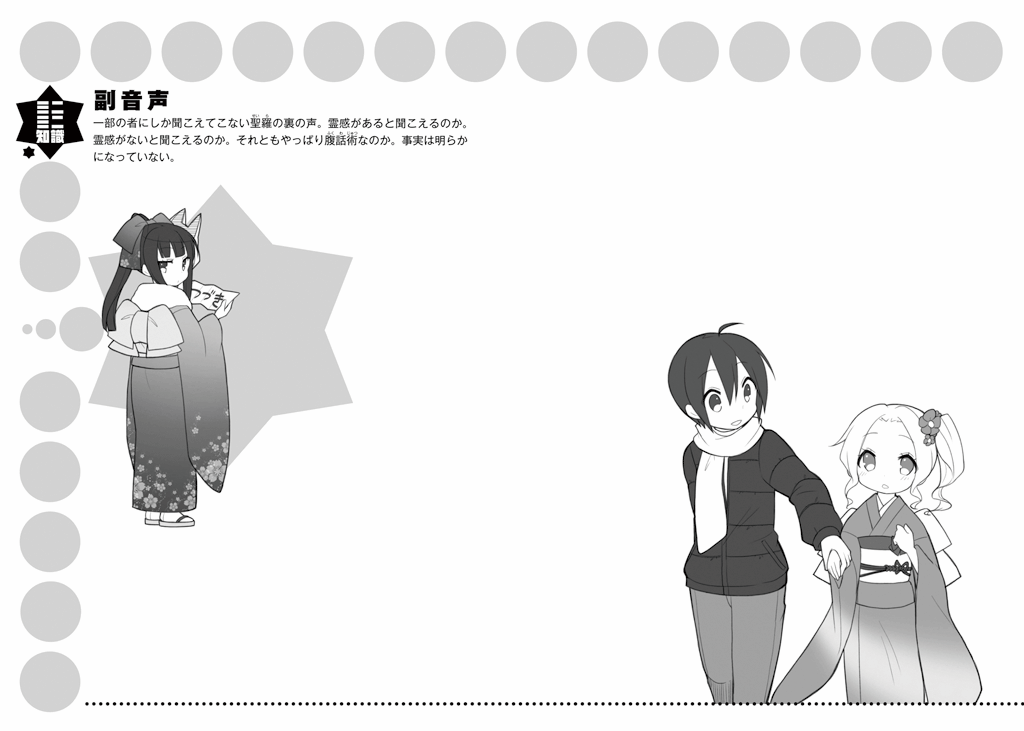 ミニ知識
副音声
一部の者にしか聞こえてこない聖羅の裏の声。霊感があると聞こえるのか。
霊感がないと聞こえるのか。それともやっぱり腹話術なのか。事実は明らか
になっていない。
つづき